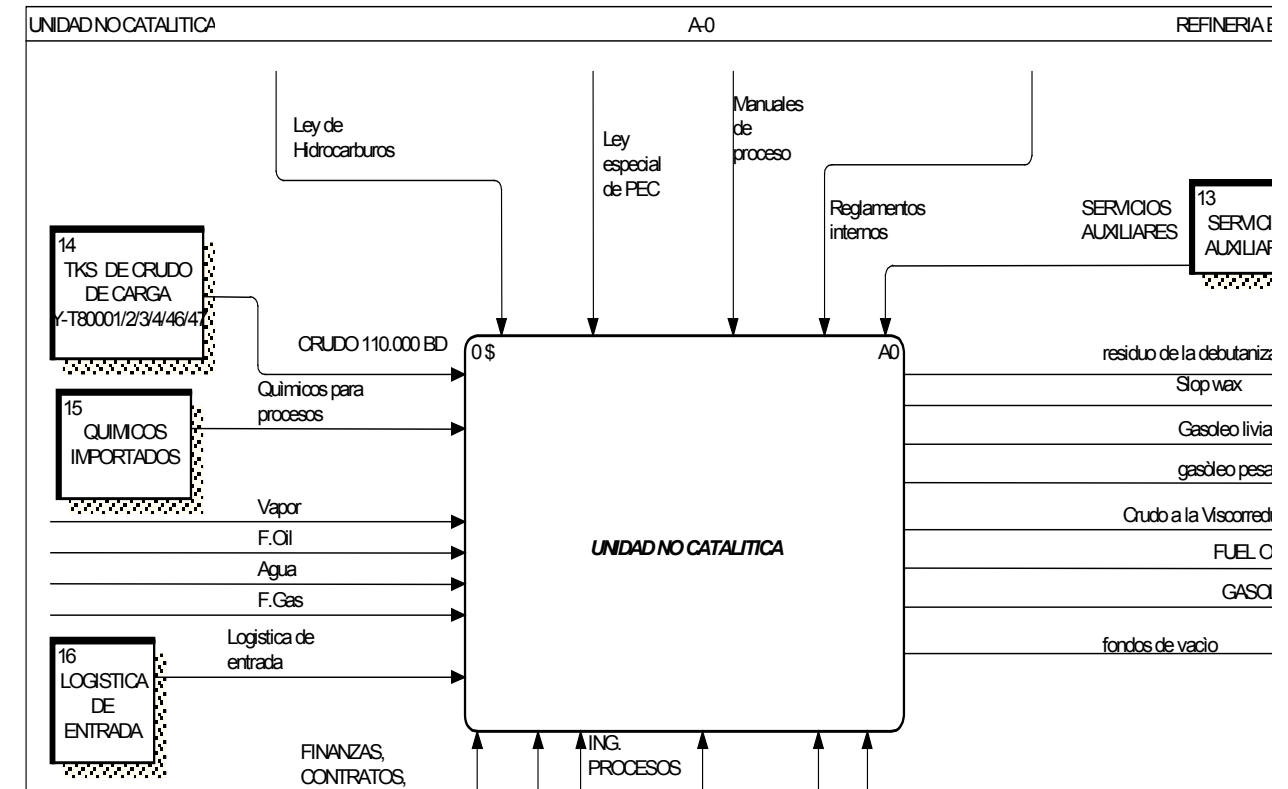 UNIDAD NO CATALITICA
A-0
REFINERIA E
Ley de
Hidrocarburos
Ley
especial
de PEC
Manuales
de
proceso
Reglamentos
internos
SERVICIOS
AUXILIARES
13
SERVICI
AUXILIAR
14
TKS DE CRUDO
DE CARGA
Y-T80001/2/3/4/46/47
CRUDO 110.000 BD
0 $
A0
Quìmicos para
procesos
15
QUIMICOS
IMPORTADOS
Vapor
F.Oil
Agua
F.Gas
Logistica de
entrada
16
LOGISTICA
DE
ENTRADA
UNIDAD NO CATALITICA
residuo de la debutaniza
Slop wax
Gasoleo livia
gasòleo pesa
Crudo a la Viscorredu
FUEL O
GASOL
fondos de vacìo
FINANZAS,
CONTRATOS,
ING.
PROCESOS